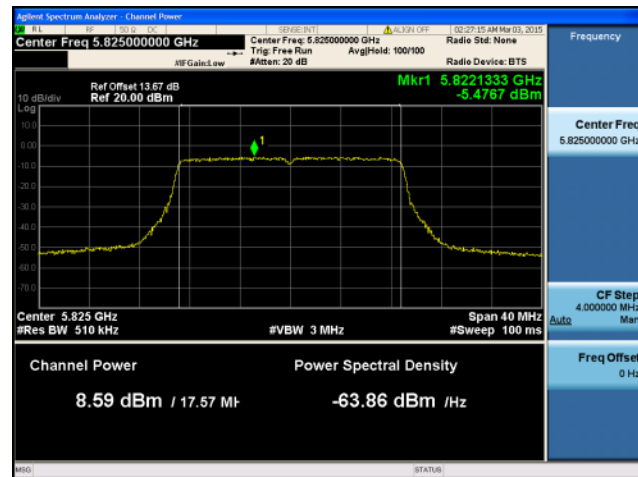 Agilent Spectrum Analyzer - Channel Power
RL RF 50 Ω DC SENSE:INT ALIGN OFF 02:27:15 AM Mar 03, 2015
Center Freq 5.825000000 GHz
Center Freq: 5.825000000 GHz
Radio Std: None
Trig: Free Run Avg|Hold: 100/100
#IFGain:Low #Atten: 20 dB Radio Device: BTS
Frequency
Mkr1 5.8221333 GHz
-5.4767 dBm
Ref Offset 13.67 dB
10 dB/div Ref 20.00 dBm
Log
10.0
0.00
-10.0
-20.0
-30.0
-40.0
-50.0
-60.0
-70.0
1
Center 5.825 GHz Span 40 MHz
#Res BW 510 kHz #VBW 3 MHz #Sweep 100 ms
Channel Power Power Spectral Density
8.59 dBm / 17.57 MH -63.86 dBm /Hz
Center Freq
5.825000000 GHz
CF Step
4.000000 MHz
Auto Man
Freq Offset
0 Hz
MSG STATUS